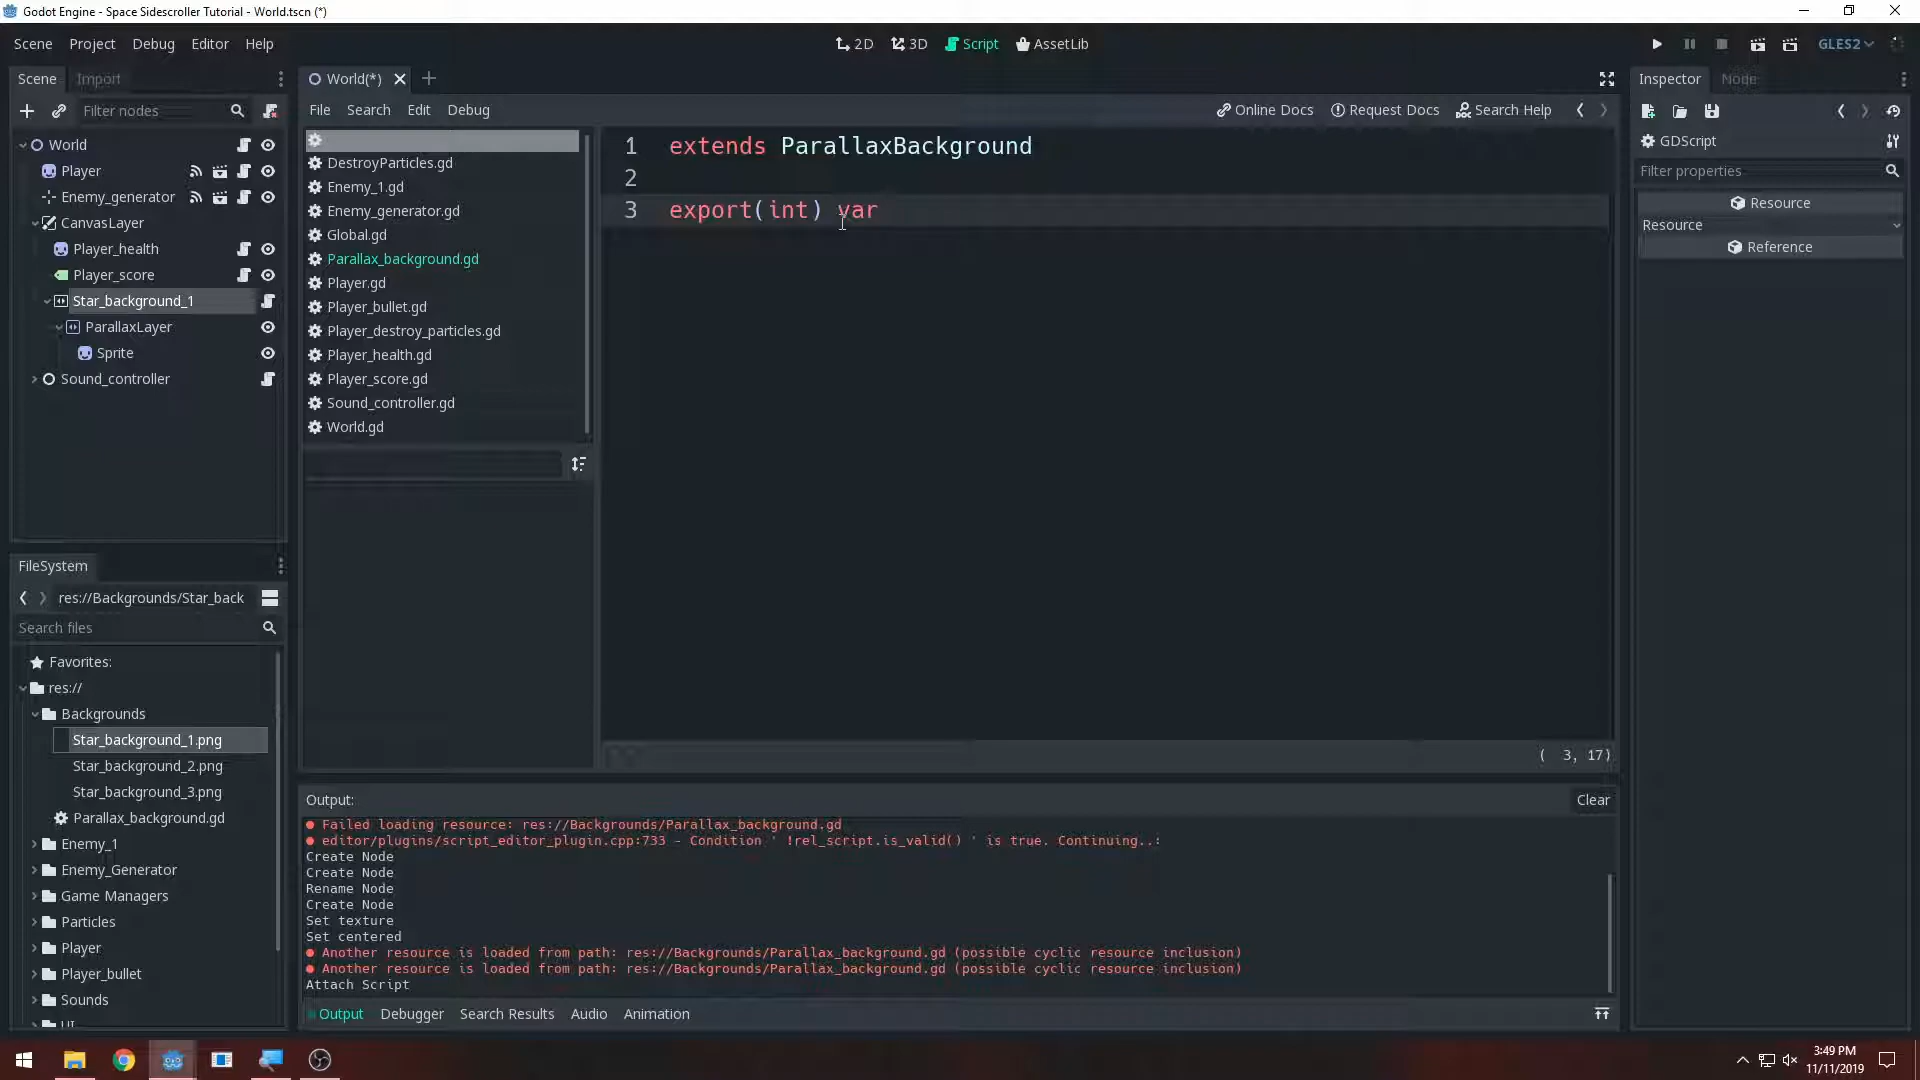 Godot Engine - Space Sidescroller Tutorial - World.tscn (*)
Scene Project Debug Editor Help
2D 3D Script AssetLib
GLES2
Scene Import
World(*)
Inspector Node
Filter nodes
File Search Edit Debug
Online Docs Request Docs Search Help
World
Player
Enemy_generator
CanvasLayer
Player_health
Player_score
Star_background_1
ParallaxLayer
Sprite
Sound_controller
DestroyParticles.gd
Enemy_1.gd
Enemy_generator.gd
Global.gd
Parallax_background.gd
Player.gd
Player_bullet.gd
Player_destroy_particles.gd
Player_health.gd
Player_score.gd
Sound_controller.gd
World.gd
1 extends ParallaxBackground
2
3 export(int) var
( 3, 17)
GDScript
Filter properties
Resource
Resource
Reference
FileSystem
res://Backgrounds/Star_back
Search files
Favorites:
res://
Backgrounds
Star_background_1.png
Star_background_2.png
Star_background_3.png
Parallax_background.gd
Enemy_1
Enemy_Generator
Game Managers
Particles
Player
Player_bullet
Sounds
UI
Output:
Clear
Failed loading resource: res://Backgrounds/Parallax_background.gd
editor/plugins/script_editor_plugin.cpp:733 - Condition ' !rel_script.is_valid() ' is true. Continuing..:
Create Node
Create Node
Rename Node
Create Node
Set texture
Set centered
Another resource is loaded from path: res://Backgrounds/Parallax_background.gd (possible cyclic resource inclusion)
Another resource is loaded from path: res://Backgrounds/Parallax_background.gd (possible cyclic resource inclusion)
Attach Script
Output Debugger Search Results Audio Animation
3:49 PM
11/11/2019